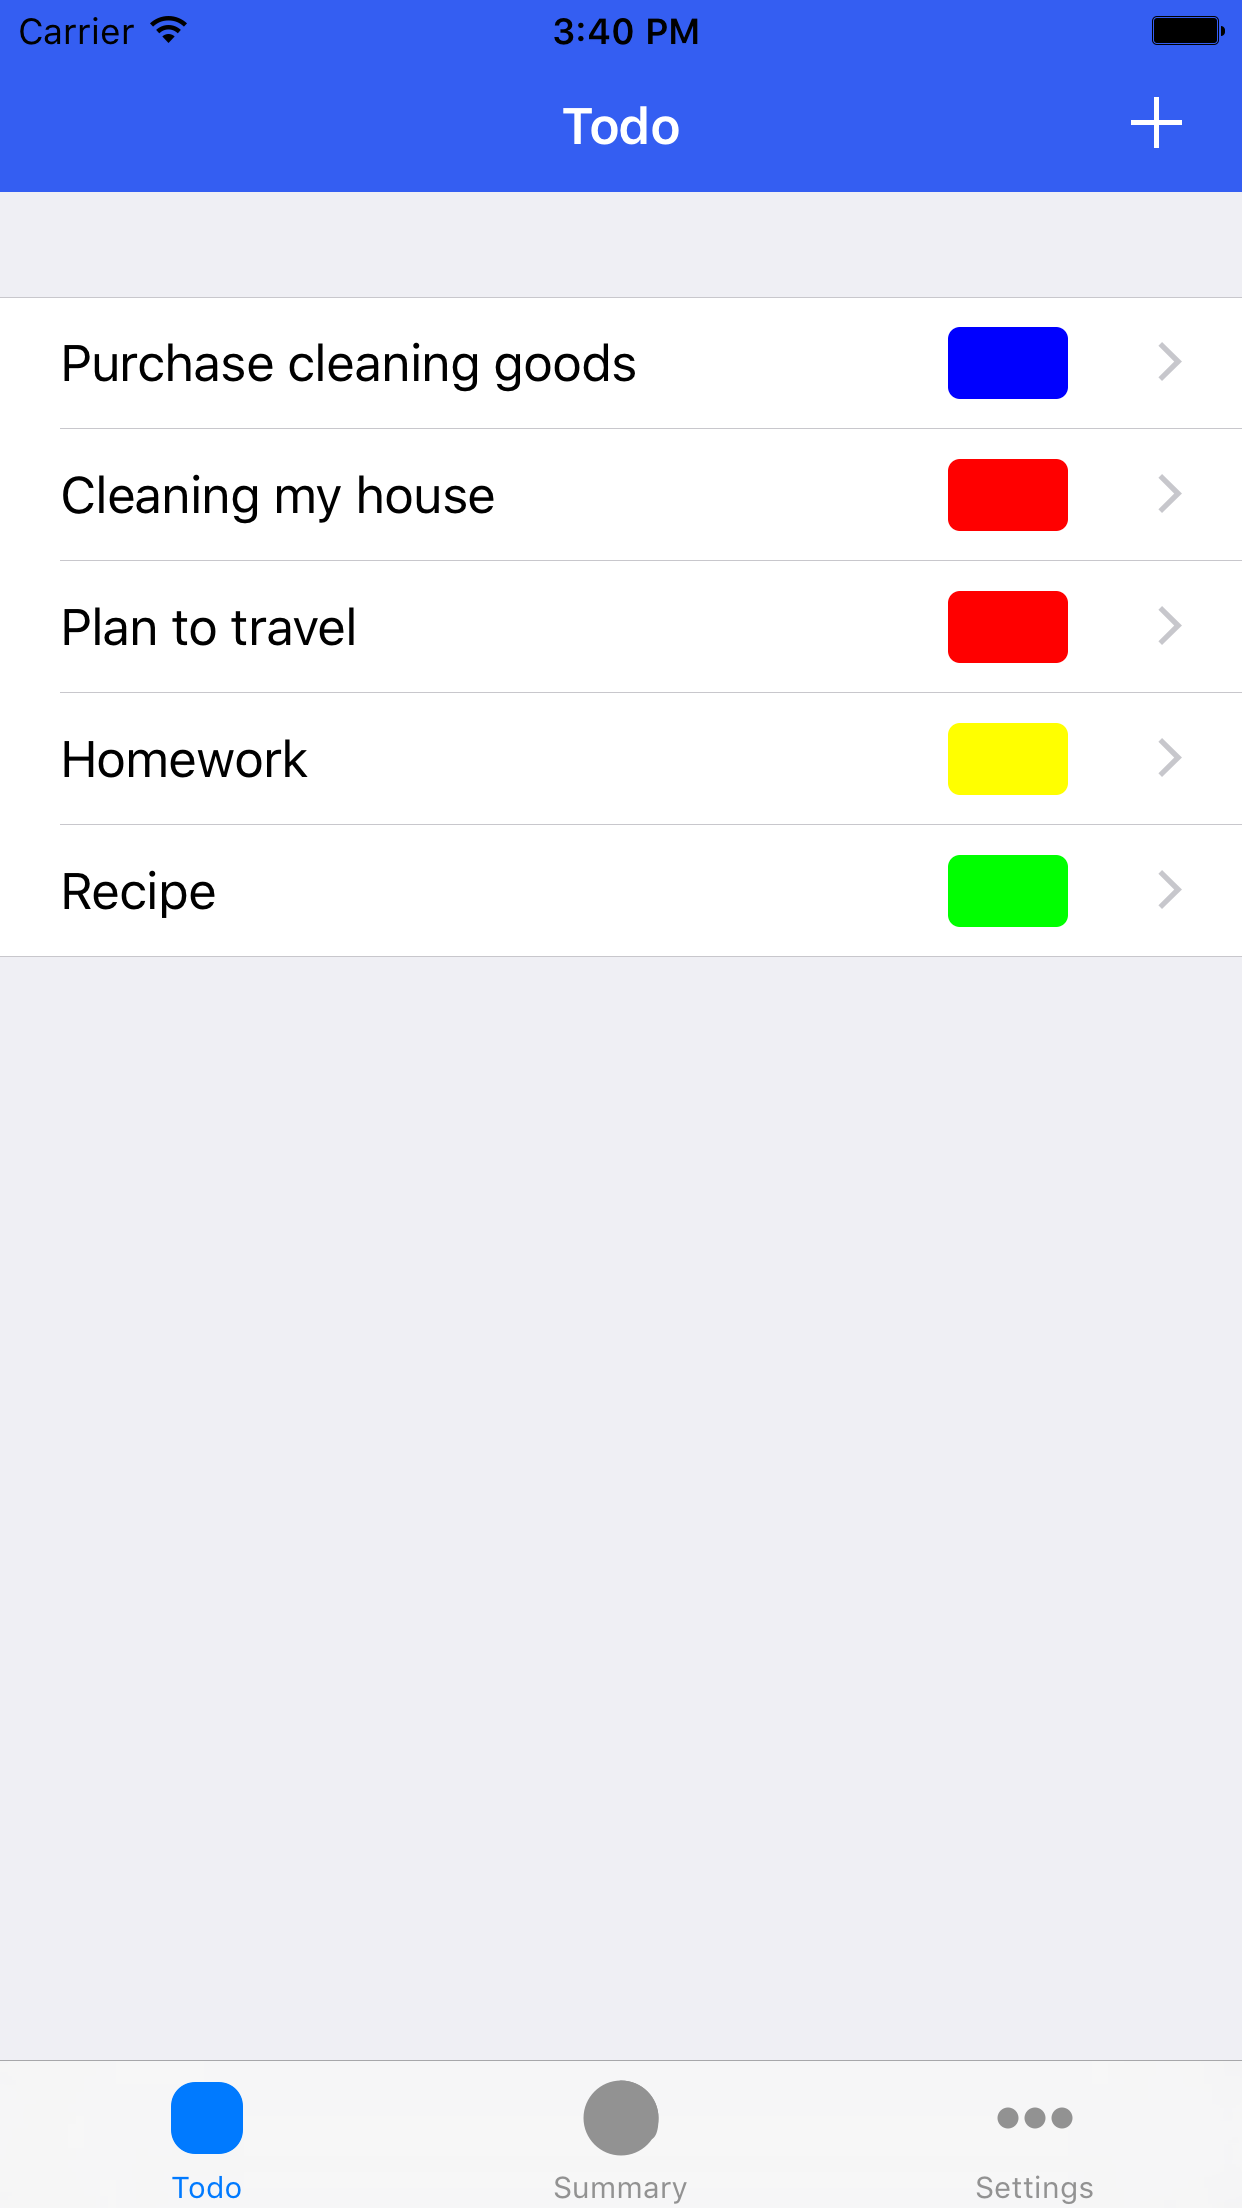 Carrier 3:40 PM
Todo
Purchase cleaning goods
Cleaning my house
Plan to travel
Homework
Recipe
Todo Summary Settings